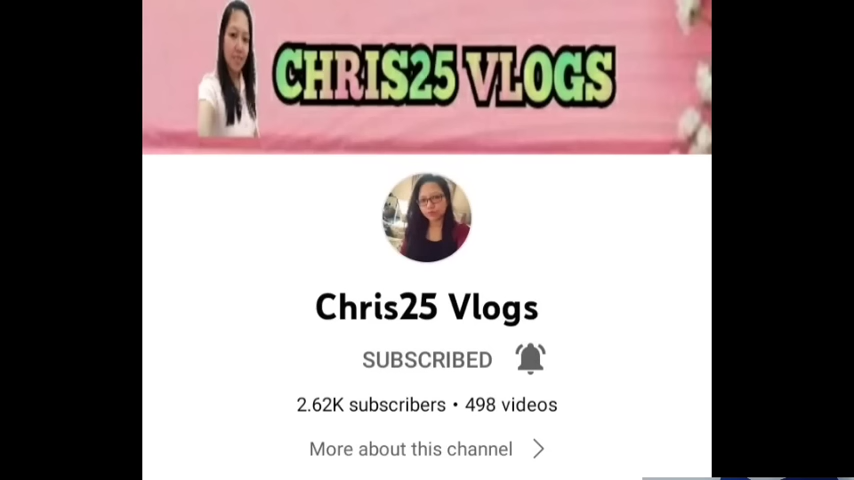 CHRIS25 VLOGS
Chris25 Vlogs
SUBSCRIBED
2.62K subscribers • 498 videos
More about this channel